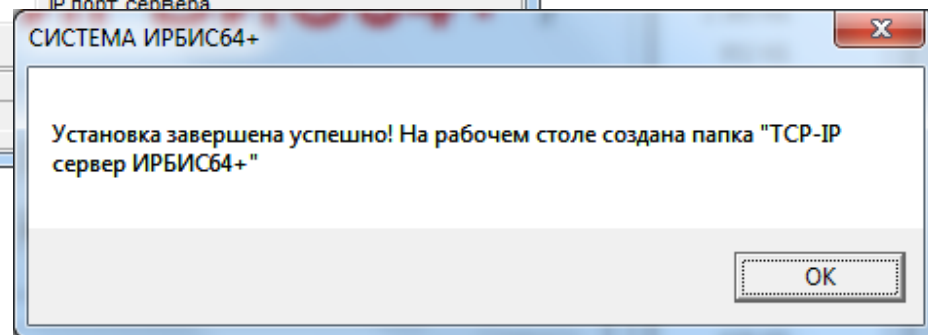 IP порт сервера
СИСТЕМА ИРБИС64+
Установка завершена успешно! На рабочем столе создана папка "TCP-IP
сервер ИРБИС64+"
OK